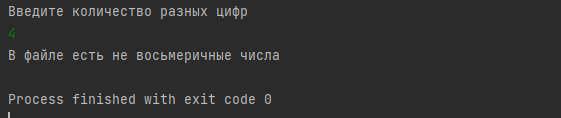 Введите количество разных цифр
4
В файле есть не восьмеричные числа
Process finished with exit code 0